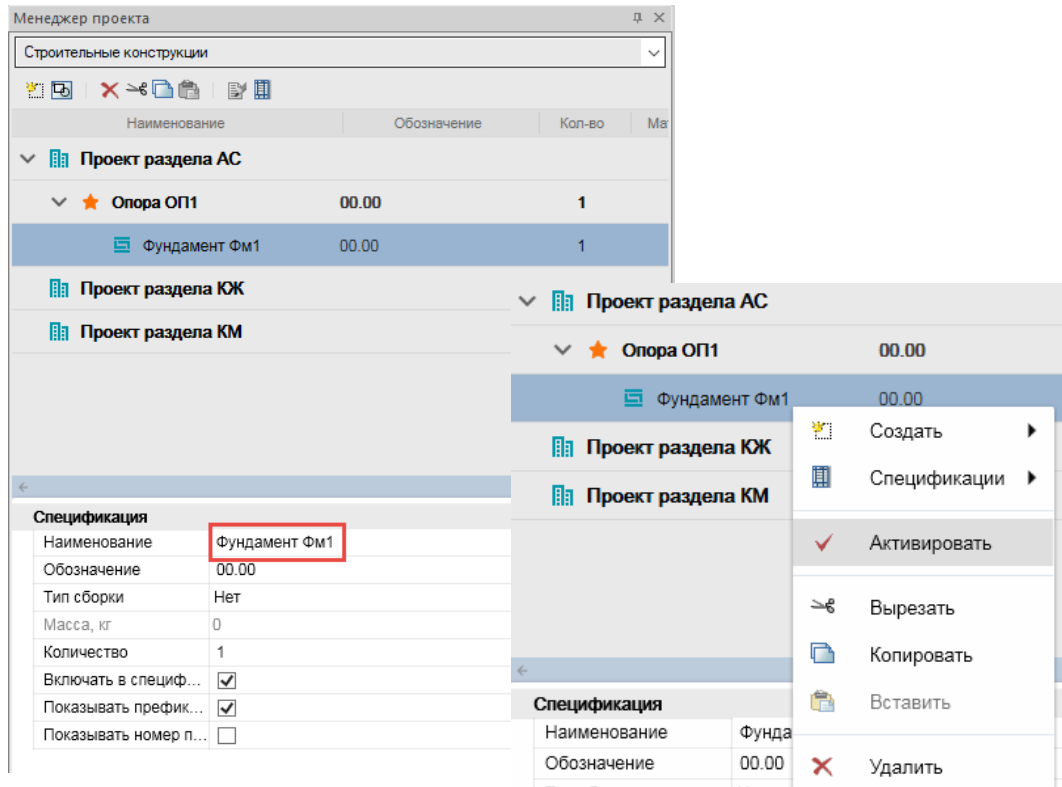 Менеджер проекта
Строительные конструкции
Наименование Обозначение Кол-во Ма
Проект раздела АС
Опора ОП1 00.00 1
Фундамент Фм1 00.00 1
Проект раздела КЖ
Проект раздела КМ
Спецификация
Наименование Фундамент Фм1
Обозначение 00.00
Тип сборки Нет
Масса, кг 0
Количество 1
Включать в специф...
Показывать префик...
Показывать номер п...
Проект раздела АС
Опора ОП1 00.00
Фундамент Фм1 00.00
Проект раздела КЖ
Проект раздела КМ
Создать
Спецификации
Активировать
Вырезать
Копировать
Вставить
Удалить
Спецификация
Наименование Фунда
Обозначение 00.00